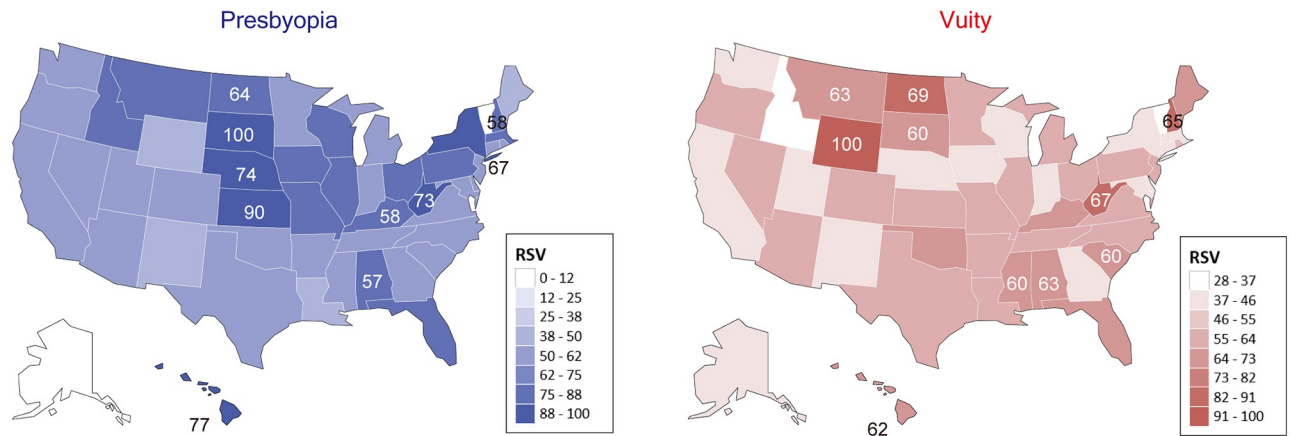 Presbyopia
64
100
74
90
58
73
57
58
67
77
RSV
0 - 12
12 - 25
25 - 38
38 - 50
50 - 62
62 - 75
75 - 88
88 - 100
Vuity
63
69
100
60
65
67
60
63
60
62
RSV
28 - 37
37 - 46
46 - 55
55 - 64
64 - 73
73 - 82
82 - 91
91 - 100